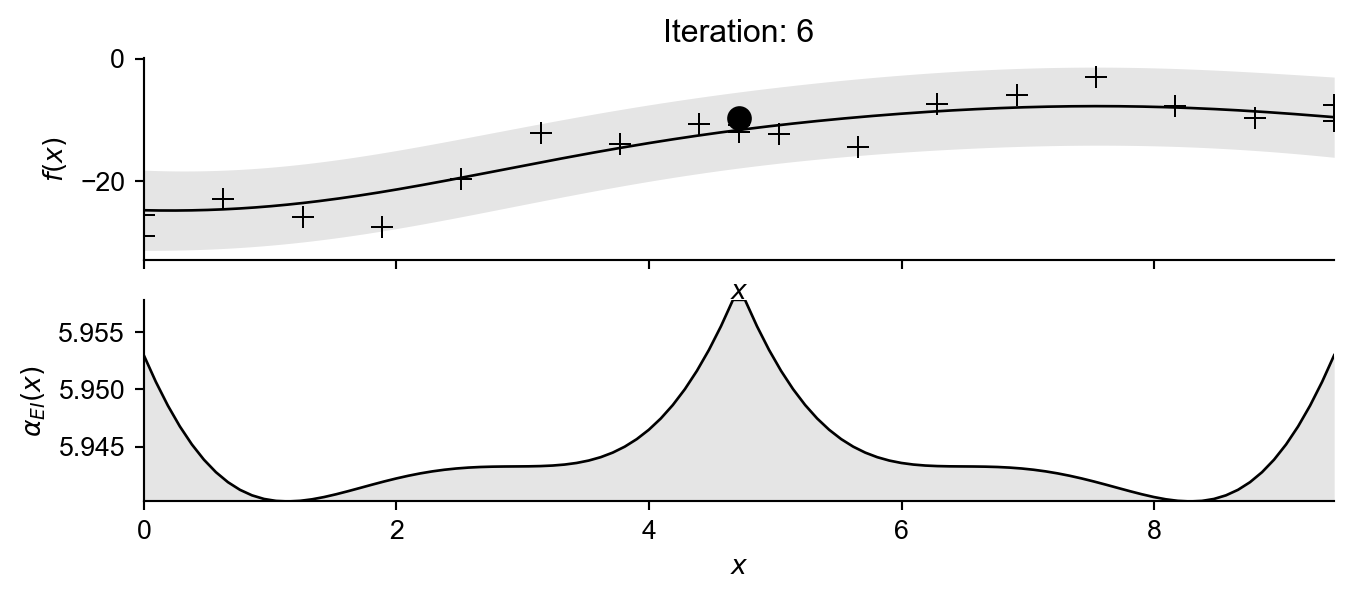 Iteration: 6
0
−20
f(x)
x
5.955
5.950
5.945
α_EI(x)
0 2 4 6 8
x